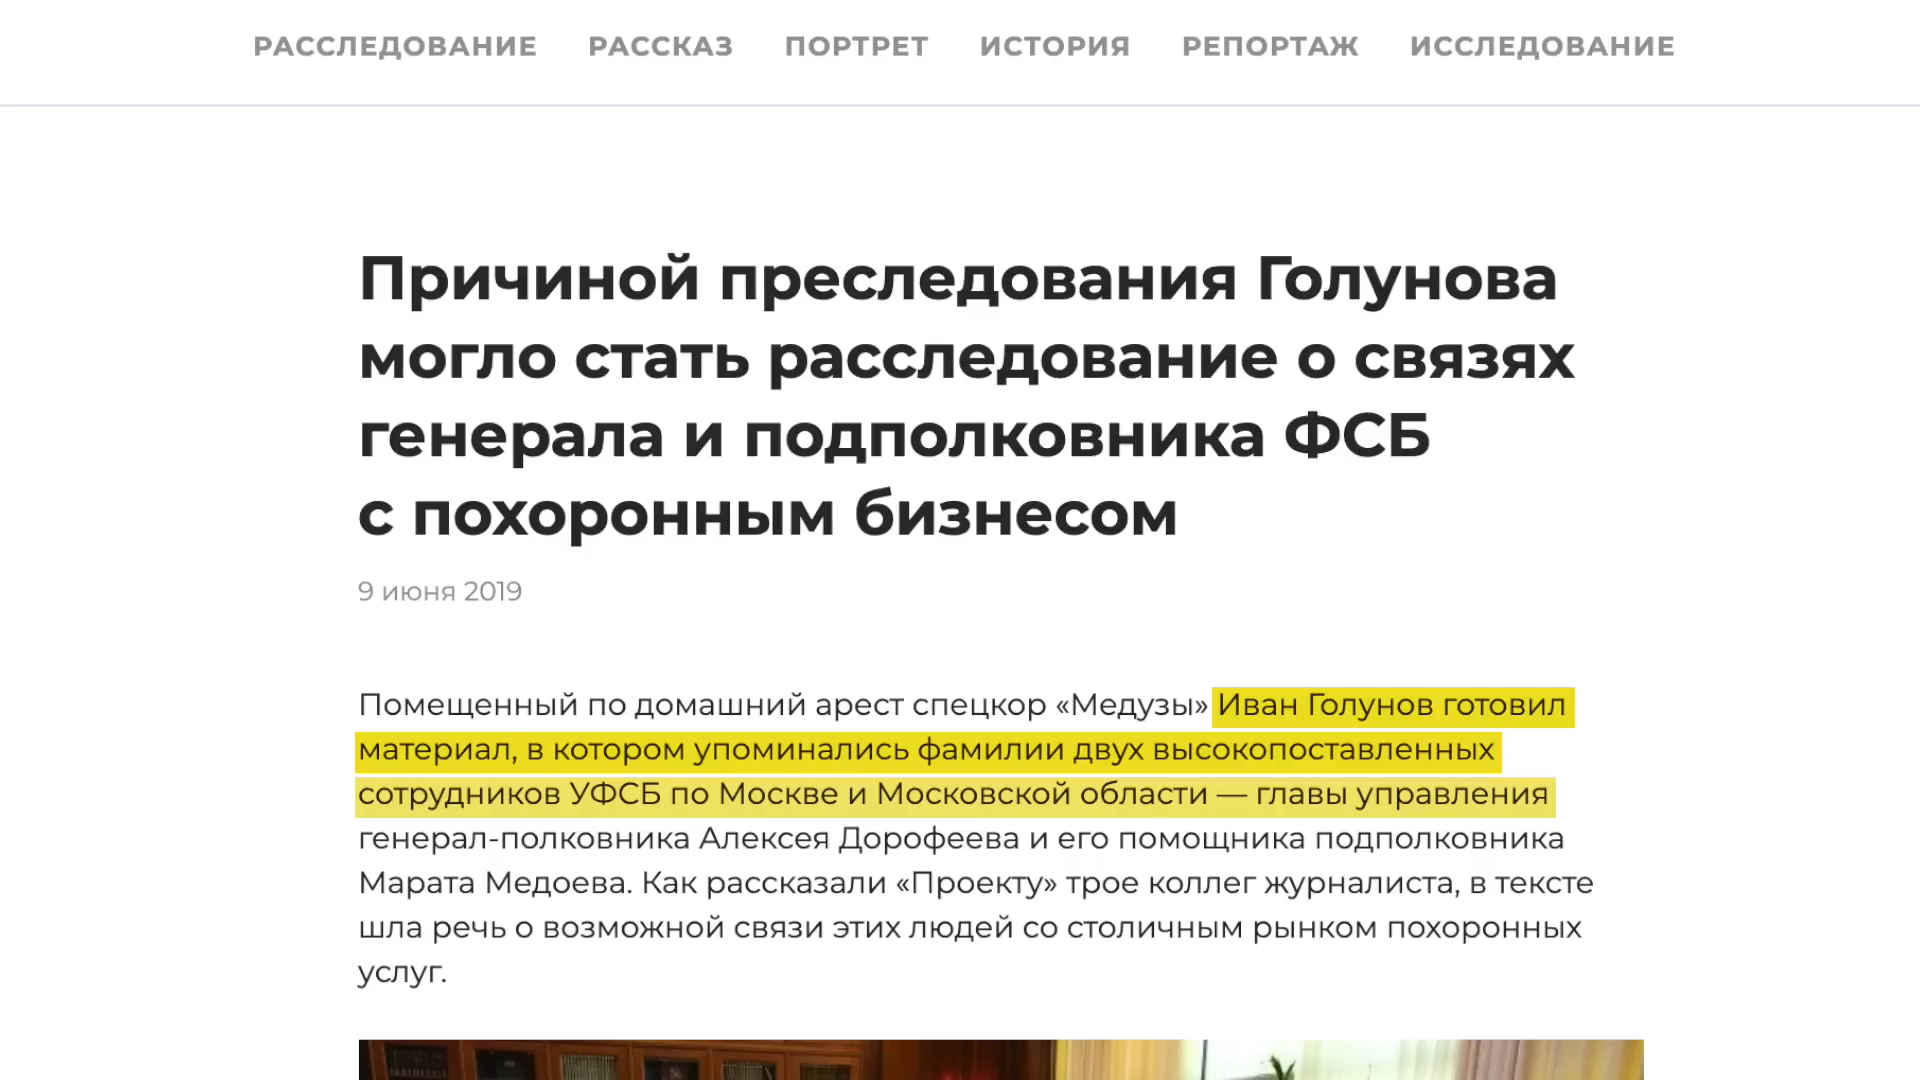 РАССЛЕДОВАНИЕ РАССКАЗ ПОРТРЕТ ИСТОРИЯ РЕПОРТАЖ ИССЛЕДОВАНИЕ
Причиной преследования Голунова
могло стать расследование о связях
генерала и подполковника ФСБ
с похоронным бизнесом
9 июня 2019
Помещенный по домашний арест спецкор «Медузы» Иван Голунов готовил
материал, в котором упоминались фамилии двух высокопоставленных
сотрудников УФСБ по Москве и Московской области — главы управления
генерал-полковника Алексея Дорофеева и его помощника подполковника
Марата Медоева. Как рассказали «Проекту» трое коллег журналиста, в тексте
шла речь о возможной связи этих людей со столичным рынком похоронных
услуг.